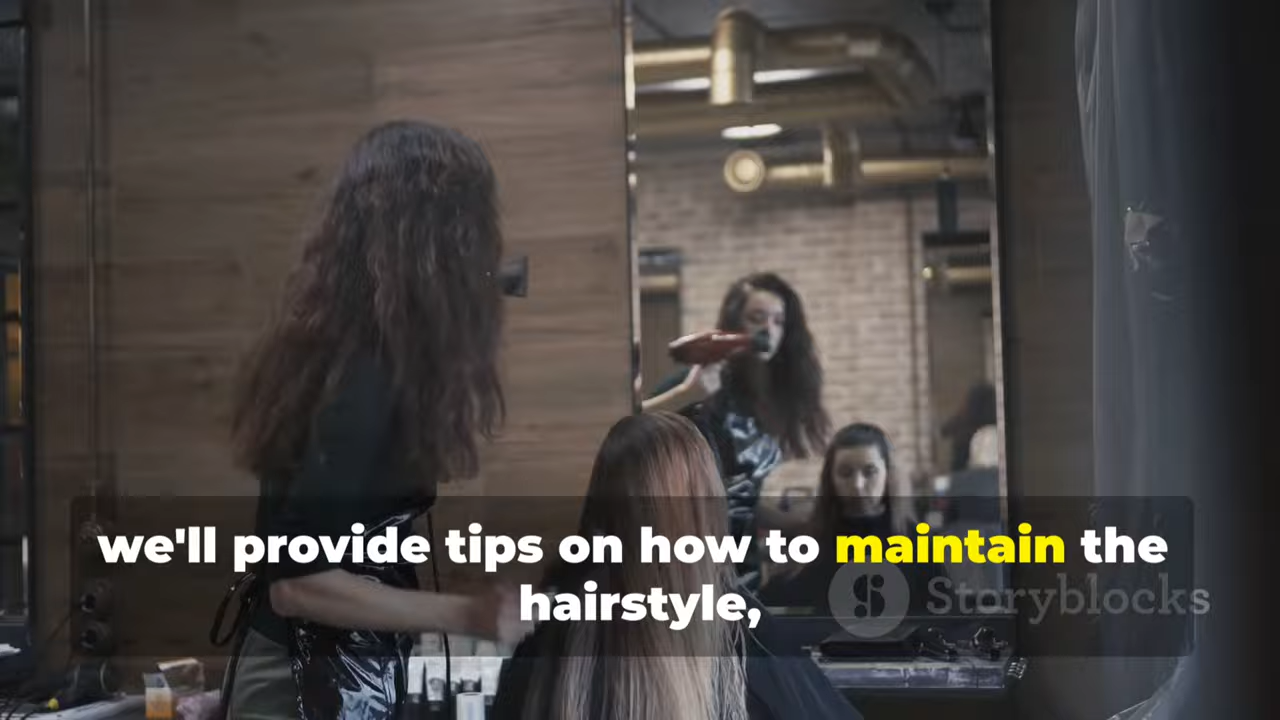 we'll provide tips on how to maintain the
hairstyle,
Storyblocks